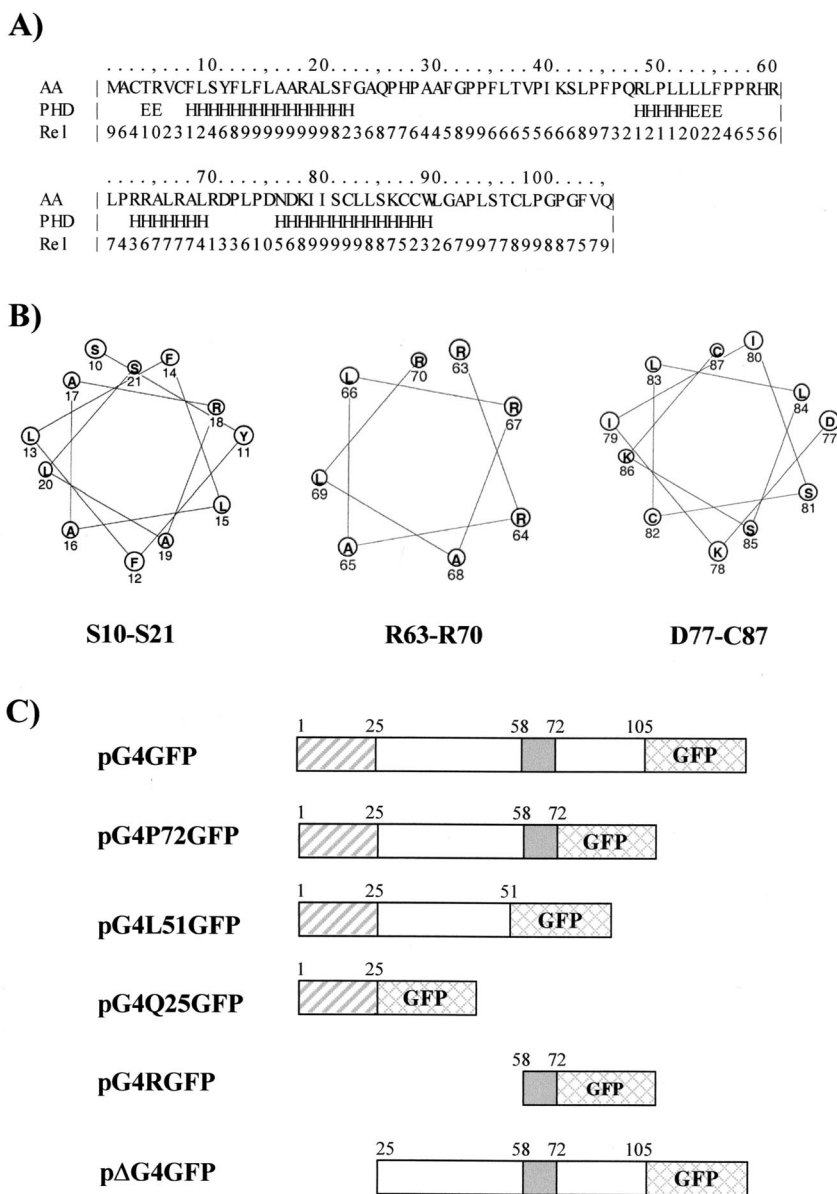 A)
. . . . , . . . . 10 . . . . , . . . . 20 . . . . , . . . . 30 . . . . , . . . . 40 . . . . , . . . . 50 . . . . , . . . . 60
AA | MACTRVCFLSYFLFLAARALSFGAQPHPAAFGPPFLTVPIKSLPFPQRLPLLLLFPPRHR|
PHD | EE HHHHHHHHHHHHHHH HHHHHEEE |
Rel | 964102312468999999999823687764458996665566689732121112022465 56|
. . . . , . . . . 70 . . . . , . . . . 80 . . . . , . . . . 90 . . . . , . . . . 100 . . . . ,
AA | LPRRALRALRDPLPDNDKIISCLLSKCCWLGAPLSTCLPGPGFVQ|
PHD | HHHHHHH HHHHHHHHHHHHHH |
Rel | 743677774133610568999998875232679977899887579|
B)
S 10 Y 11 F 12 L 13 F 14 L 15 A 16 A 17 R 18 A 19 L 20 S 21
R 63 R 64 A 65 L 66 R 67 A 68 L 69 R 70
D 77 K 78 I 79 I 80 S 81 C 82 L 83 L 84 S 85 K 86 C 87
S10-S21 R63-R70 D77-C87
C)
1 25 58 72 105
pG4GFP GFP
1 25 58 72
pG4P72GFP GFP
1 25 51
pG4L51GFP GFP
1 25
pG4Q25GFP GFP
58 72
pG4RGFP GFP
25 58 72 105
pΔG4GFP GFP